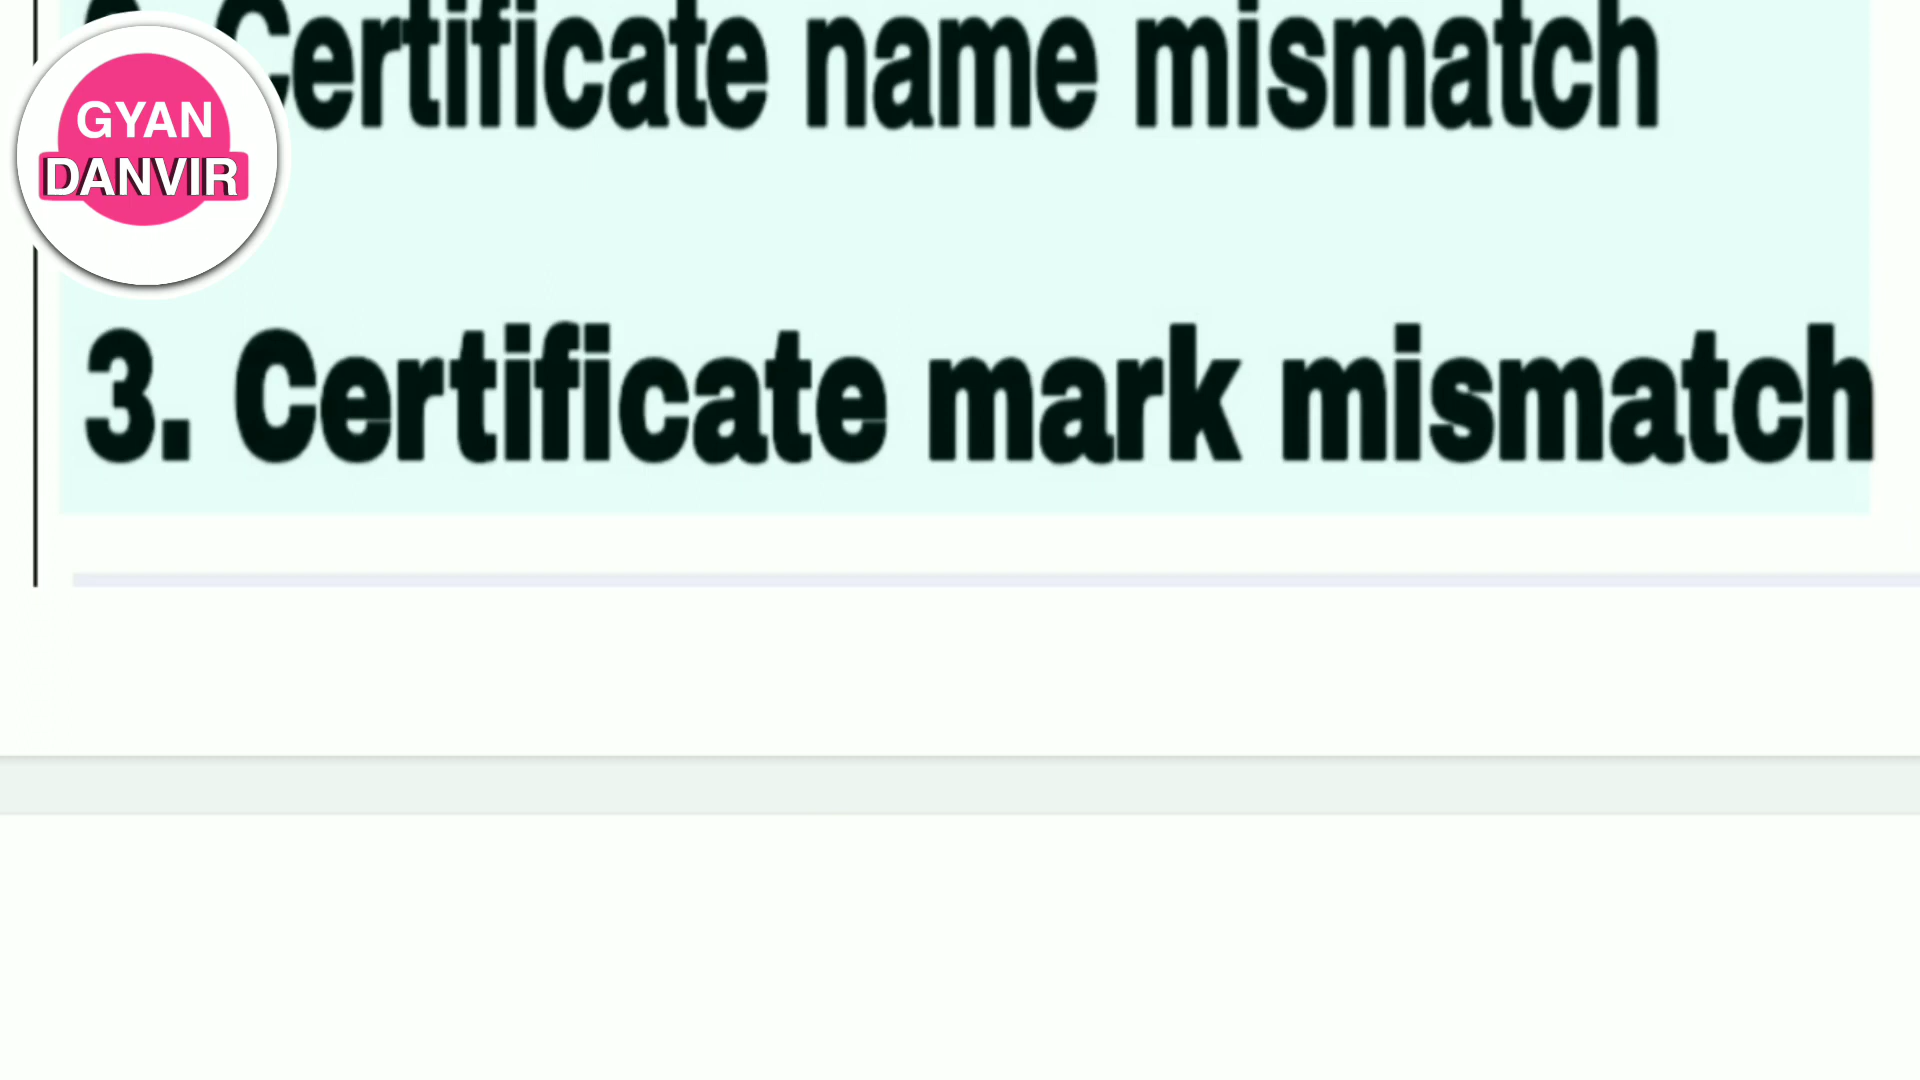 Certificate name mismatch
GYAN
DANVIR
3. Certificate mark mismatch